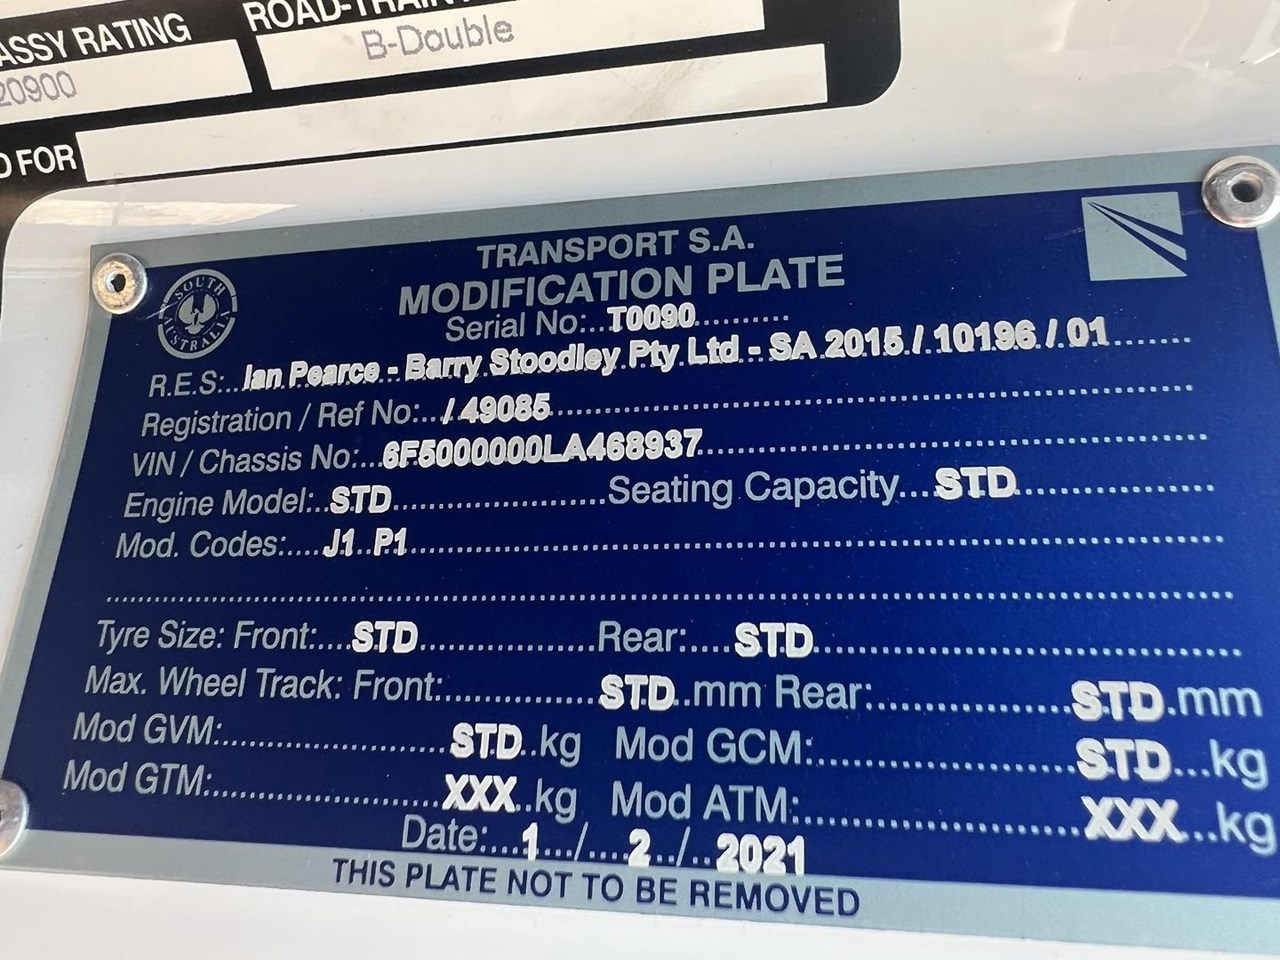 ASSY RATING
ROAD-TRAIN
20900
B-Double
D FOR
TRANSPORT S.A.
MODIFICATION PLATE
SOUTH AUSTRALIA
Serial No:..T0090..........
R.E.S:..Ian Pearce - Barry Stoodley Pty Ltd - SA 2015 / 10196 / 01.......
Registration / Ref No:.../ 49085
VIN / Chassis No:...6F5000000LA468937
Engine Model:..STD.......................Seating Capacity...STD
Mod. Codes:....J1..P1
Tyre Size: Front:....STD...................Rear:.....STD
Max. Wheel Track: Front:................STD..mm Rear:....................STD.mm
Mod GVM:.......................STD..kg Mod GCM:..........................STD...kg
Mod GTM:.......................XXX..kg Mod ATM:............................XXX...kg
Date:....1..../....2../..2021
THIS PLATE NOT TO BE REMOVED